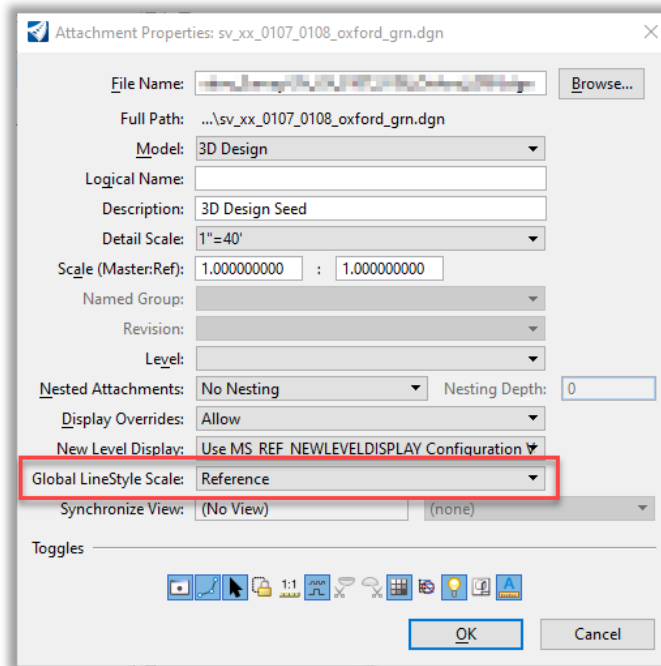 Attachment Properties: sv_xx_0107_0108_oxford_grn.dgn
File Name: Browse...
Full Path: ...\sv_xx_0107_0108_oxford_grn.dgn
Model: 3D Design
Logical Name:
Description: 3D Design Seed
Detail Scale: 1"=40'
Scale (Master:Ref): 1.000000000 : 1.000000000
Named Group:
Revision:
Level:
Nested Attachments: No Nesting Nesting Depth: 0
Display Overrides: Allow
New Level Display: Use MS_REF_NEWLEVELDISPLAY Configuration
Global LineStyle Scale: Reference
Synchronize View: (No View) (none)
Toggles
1:1 A
OK Cancel